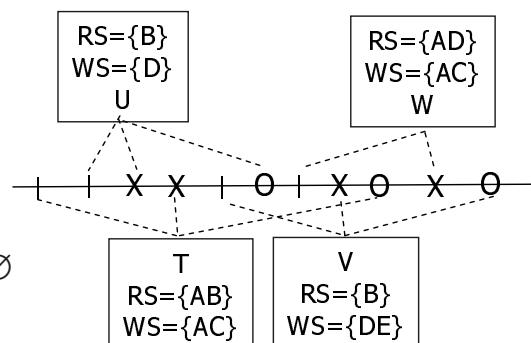 RS={B}
WS={D}
U
RS={AD}
WS={AC}
W
| | X X | O | X O X O
Ø
T
RS={AB}
WS={AC}
V
RS={B}
WS={DE}